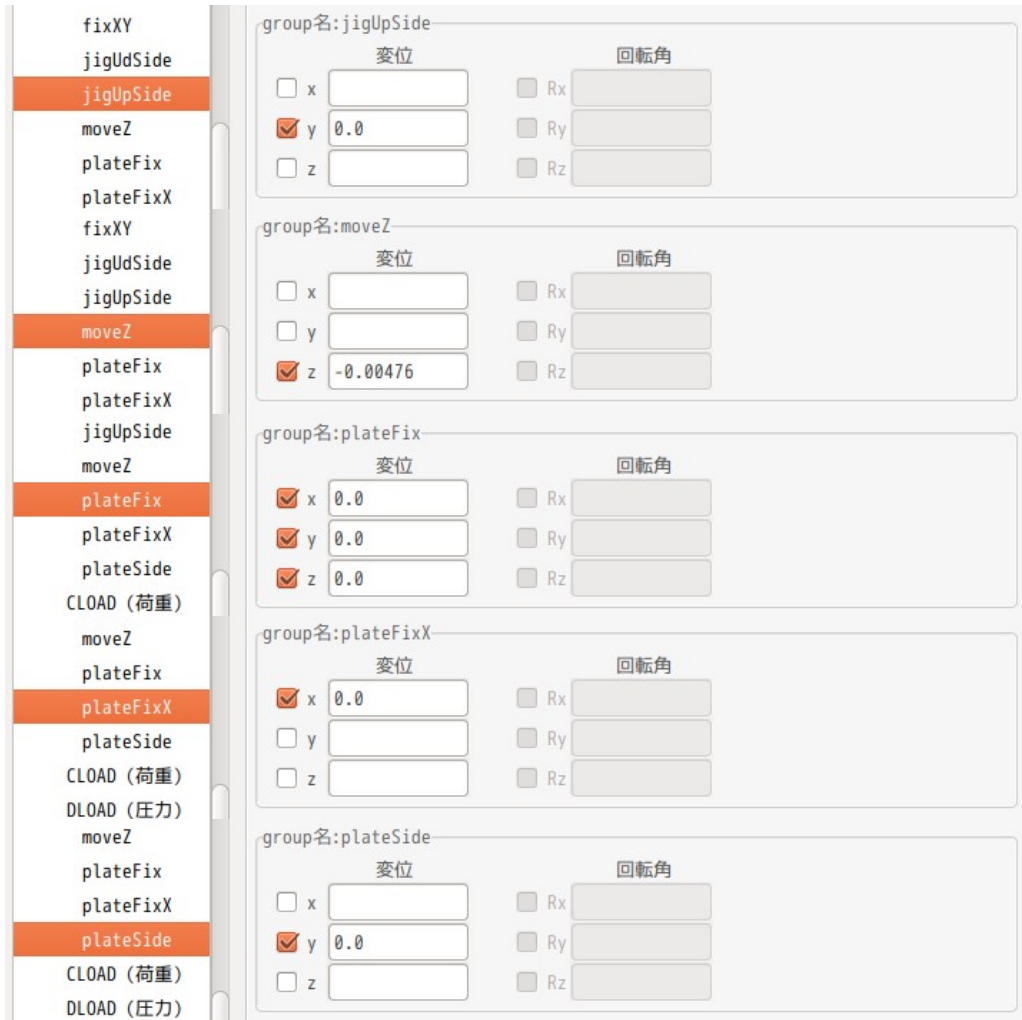 fixXY
jigUdSide
jigUpSide
moveZ
plateFix
plateFixX
group名:jigUpSide
変位 回転角
x Rx
y 0.0 Ry
z Rz
fixXY
jigUdSide
jigUpSide
moveZ
plateFix
plateFixX
group名:moveZ
変位 回転角
x Rx
y Ry
z -0.00476 Rz
jigUpSide
moveZ
plateFix
plateFixX
plateSide
CLOAD (荷重)
group名:plateFix
変位 回転角
x 0.0 Rx
y 0.0 Ry
z 0.0 Rz
moveZ
plateFix
plateFixX
plateSide
CLOAD (荷重)
DLOAD (圧力)
group名:plateFixX
変位 回転角
x 0.0 Rx
y Ry
z Rz
moveZ
plateFix
plateFixX
plateSide
CLOAD (荷重)
DLOAD (圧力)
group名:plateSide
変位 回転角
x Rx
y 0.0 Ry
z Rz